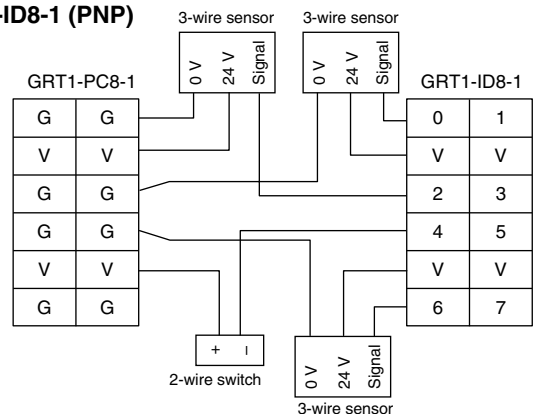 -ID8-1 (PNP)
3-wire sensor 3-wire sensor
0 V 24 V Signal 0 V 24 V Signal
GRT1-PC8-1 GRT1-ID8-1
G G 0 1
V V V V
G G 2 3
G G 4 5
V V V V
G G 6 7
+ –
2-wire switch
0 V 24 V Signal
3-wire sensor